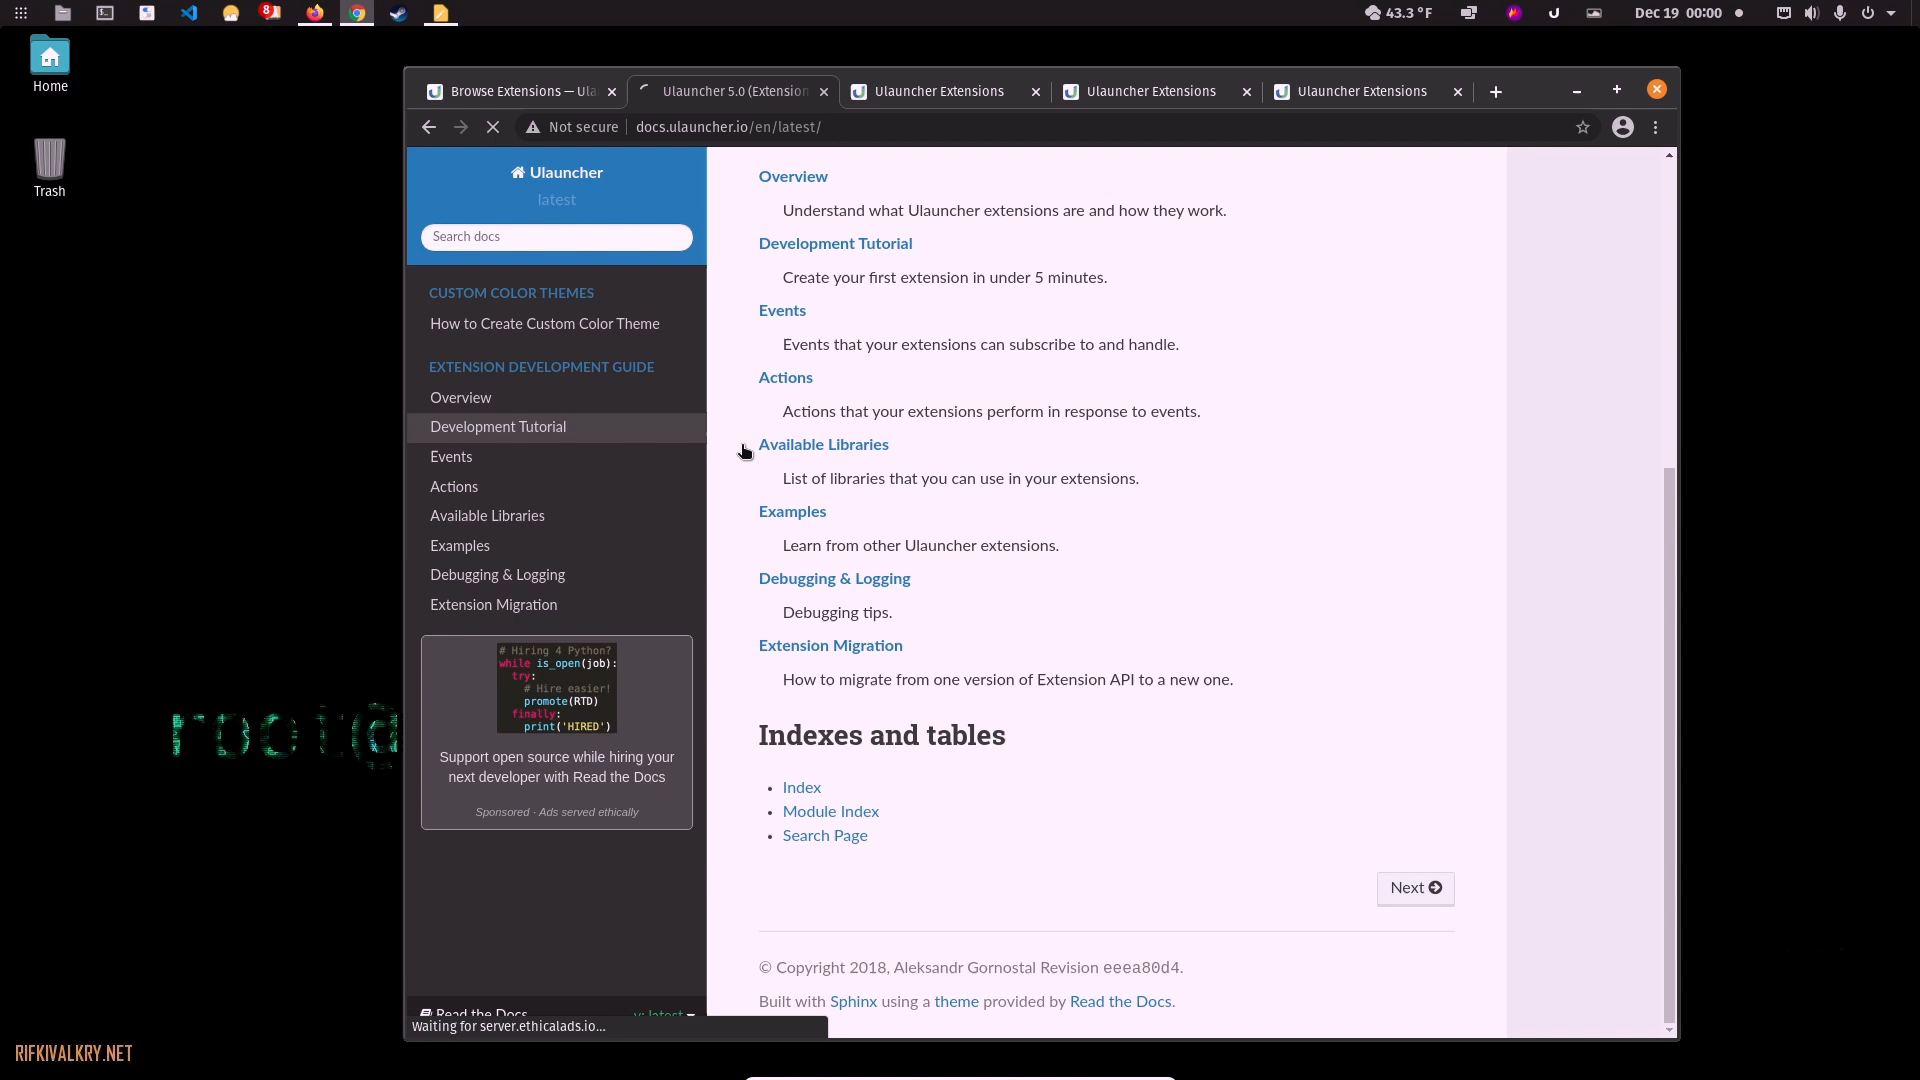 8
43.3 °F
Dec 19 00:00
Home
Trash
Browse Extensions — Ula
Ulauncher 5.0 (Extension
Ulauncher Extensions
Ulauncher Extensions
Ulauncher Extensions
Not secure
docs.ulauncher.io/en/latest/
Ulauncher
latest
Search docs
CUSTOM COLOR THEMES
How to Create Custom Color Theme
EXTENSION DEVELOPMENT GUIDE
Overview
Development Tutorial
Events
Actions
Available Libraries
Examples
Debugging & Logging
Extension Migration
# Hiring 4 Python?
while is_open(job):
try:
# Hire easier!
promote(RTD)
finally:
print('HIRED')
Support open source while hiring your
next developer with Read the Docs
Sponsored · Ads served ethically
Read the Docs
v: latest
Waiting for server.ethicalads.io...
Overview
Understand what Ulauncher extensions are and how they work.
Development Tutorial
Create your first extension in under 5 minutes.
Events
Events that your extensions can subscribe to and handle.
Actions
Actions that your extensions perform in response to events.
Available Libraries
List of libraries that you can use in your extensions.
Examples
Learn from other Ulauncher extensions.
Debugging & Logging
Debugging tips.
Extension Migration
How to migrate from one version of Extension API to a new one.
Indexes and tables
• Index
• Module Index
• Search Page
Next
© Copyright 2018, Aleksandr Gornostal Revision eeea80d4.
Built with Sphinx using a theme provided by Read the Docs.
root@
RIFKIVALKRY.NET